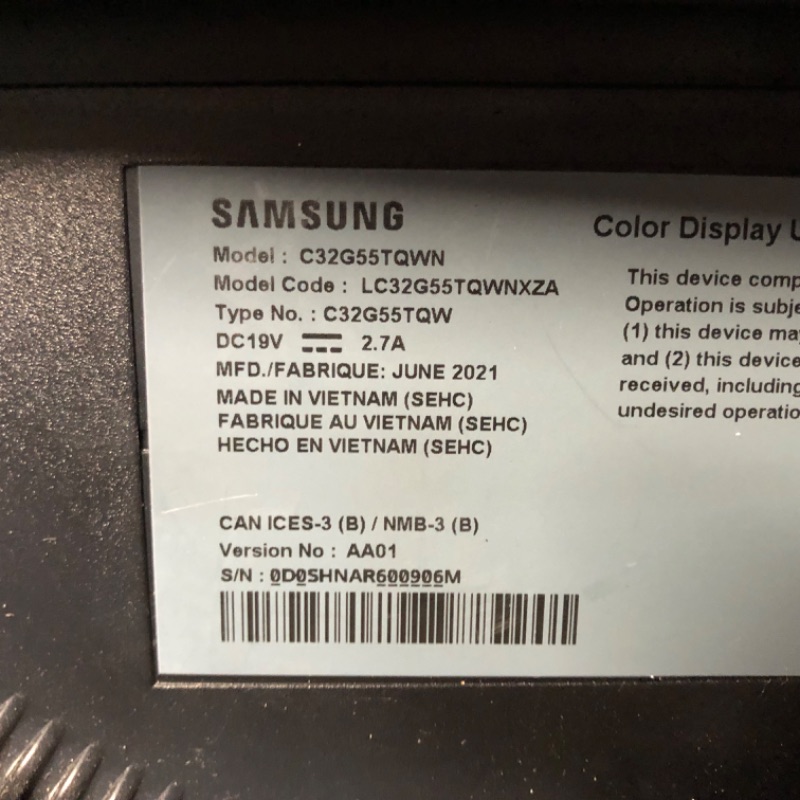 SAMSUNG
Model : C32G55TQWN
Model Code : LC32G55TQWNXZA
Type No. : C32G55TQW
DC19V 2.7A
MFD./FABRIQUE: JUNE 2021
MADE IN VIETNAM (SEHC)
FABRIQUE AU VIETNAM (SEHC)
HECHO EN VIETNAM (SEHC)
CAN ICES-3 (B) / NMB-3 (B)
Version No : AA01
S/N : 0D0SHNAR600906M
Color Display U
This device comp
Operation is subje
(1) this device may
and (2) this device
received, including
undesired operatio